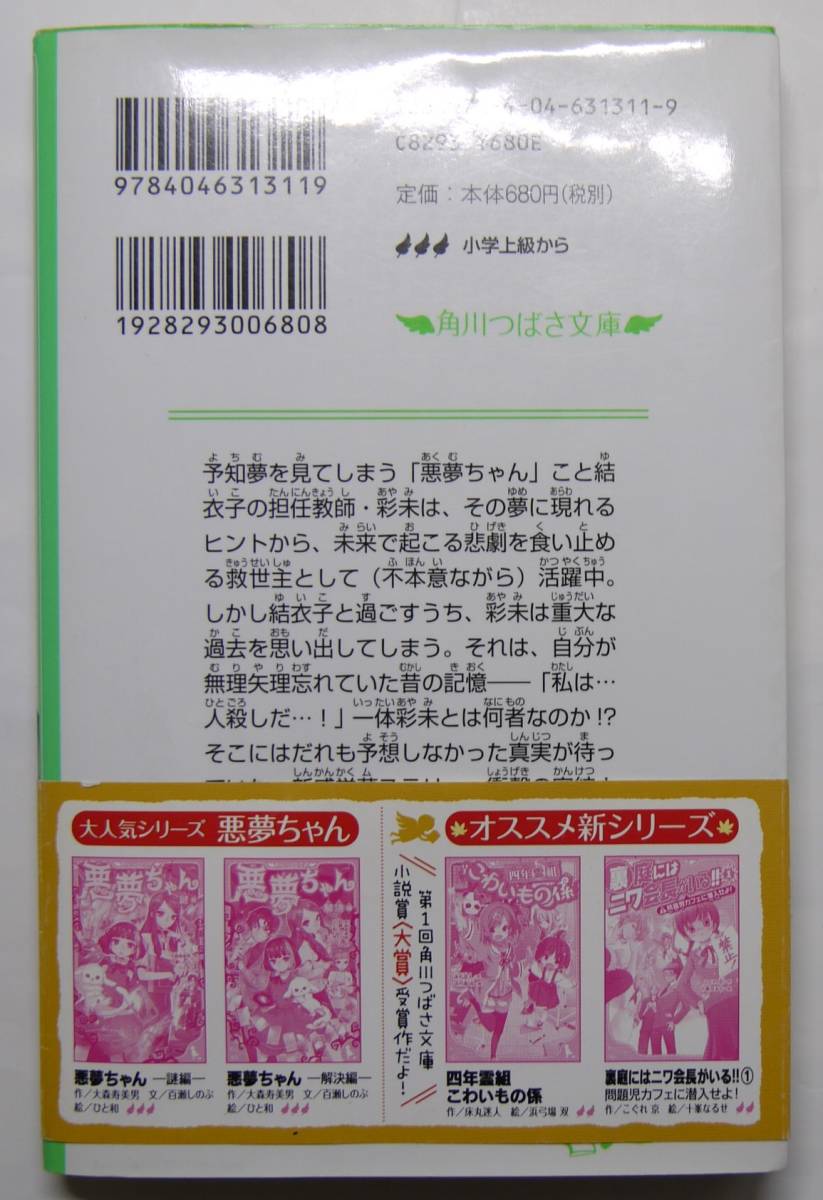 9784046313119
4-04-631311-9
C8293 ¥680E
定価：本体680円（税別）
小学上級から
1928293006808
角川つばさ文庫
予知夢を見てしまう「悪夢ちゃん」こと結
衣子の担任教師・彩未は、その夢に現れる
ヒントから、未来で起こる悲劇を食い止め
る救世主として（不本意ながら）活躍中。
しかし結衣子と過ごすうち、彩未は重大な
過去を思い出してしまう。それは、自分が
無理矢理忘れていた昔の記憶――「私は…
人殺しだ…！」一体彩未とは何者なのか!?
そこにはだれも予想しなかった真実が待っ
大人気シリーズ 悪夢ちゃん
悪夢ちゃん
悪夢ちゃん
悪夢ちゃん ―謎編―
作／大森寿美男 文／百瀬しのぶ
絵／ひと和
悪夢ちゃん ―解決編―
作／大森寿美男 文／百瀬しのぶ
絵／ひと和
第1回角川つばさ文庫
小説賞〈大賞〉受賞作だよ！
オススメ新シリーズ
四年霊組
こわいもの係
裏庭には
ニワ会長がいる!!①
問題児カフェに潜入せよ！
禁止
四年霊組
こわいもの係
作／床丸迷人 絵／浜弓場 双
裏庭にはニワ会長がいる!!①
問題児カフェに潜入せよ！
作／こぐれ 京 絵／十峯なるせ